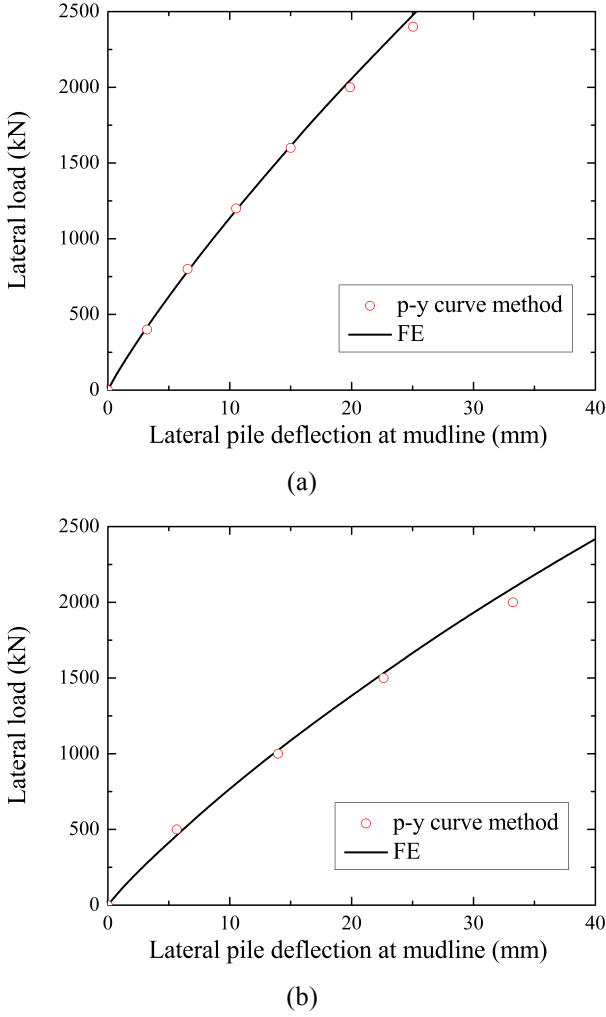 2500
2000
1500
1000
500
0
Lateral load (kN)
p-y curve method
FE
0 10 20 30 40
Lateral pile deflection at mudline (mm)
(a)
2500
2000
1500
1000
500
0
Lateral load (kN)
p-y curve method
FE
0 10 20 30 40
Lateral pile deflection at mudline (mm)
(b)